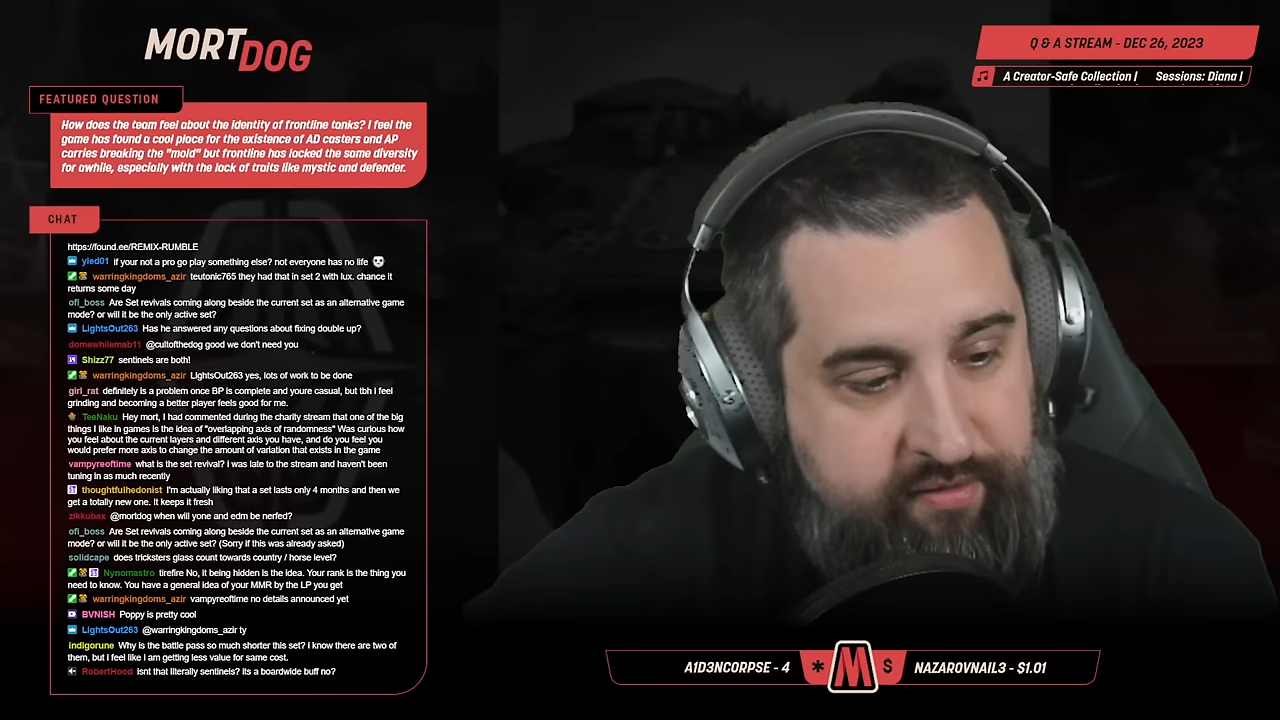 MORTDOG
Q & A STREAM - DEC 26, 2023
A Creator-Safe Collection | Sessions: Diana |
FEATURED QUESTION
How does the team feel about the identity of frontline tanks? I feel the
game has found a cool place for the existence of AD casters and AP
carries breaking the "mold" but frontline has lacked the same diversity
for awhile, especially with the lack of traits like mystic and defender.
CHAT
https://found.ee/REMIX-RUMBLE
yled01 if your not a pro go play something else? not everyone has no life
warringkingdoms_azir teutonic765 they had that in set 2 with lux. chance it
returns some day
ofi_boss Are Set revivals coming along beside the current set as an alternative game
mode? or will it be the only active set?
LightsOut263 Has he answered any questions about fixing double up?
domewhilemab11 @cultofthedog good we don't need you
Shizz77 sentinels are both!
warringkingdoms_azir LightsOut263 yes, lots of work to be done
girl_rat definitely is a problem once BP is complete and youre casual, but tbh i feel
grinding and becoming a better player feels good for me.
TeeNaku Hey mort, I had commented during the charity stream that one of the big
things I like in games is the idea of "overlapping axis of randomness" Was curious how
you feel about the current layers and different axis you have, and do you feel you
would prefer more axis to change the amount of variation that exists in the game
vampyreoftime what is the set revival? I was late to the stream and haven't been
tuning in as much recently
thoughtfulhedonist I'm actually liking that a set lasts only 4 months and then we
get a totally new one. It keeps it fresh
zikkubax @mortdog when will yone and edm be nerfed?
ofi_boss Are Set revivals coming along beside the current set as an alternative game
mode? or will it be the only active set? (Sorry if this was already asked)
solidcape does tricksters glass count towards country / horse level?
Nynomastro tirefire No, it being hidden is the idea. Your rank is the thing you
need to know. You have a general idea of your MMR by the LP you get
warringkingdoms_azir vampyreoftime no details announced yet
BVNISH Poppy is pretty cool
LightsOut263 @warringkingdoms_azir ty
indigorune Why is the battle pass so much shorter this set? I know there are two of
them, but i feel like I am getting less value for same cost.
RobertHood isnt that literally sentinels? its a boardwide buff no?
A1D3NCORPSE - 4 * M $ NAZAROVNAIL3 - $1.01